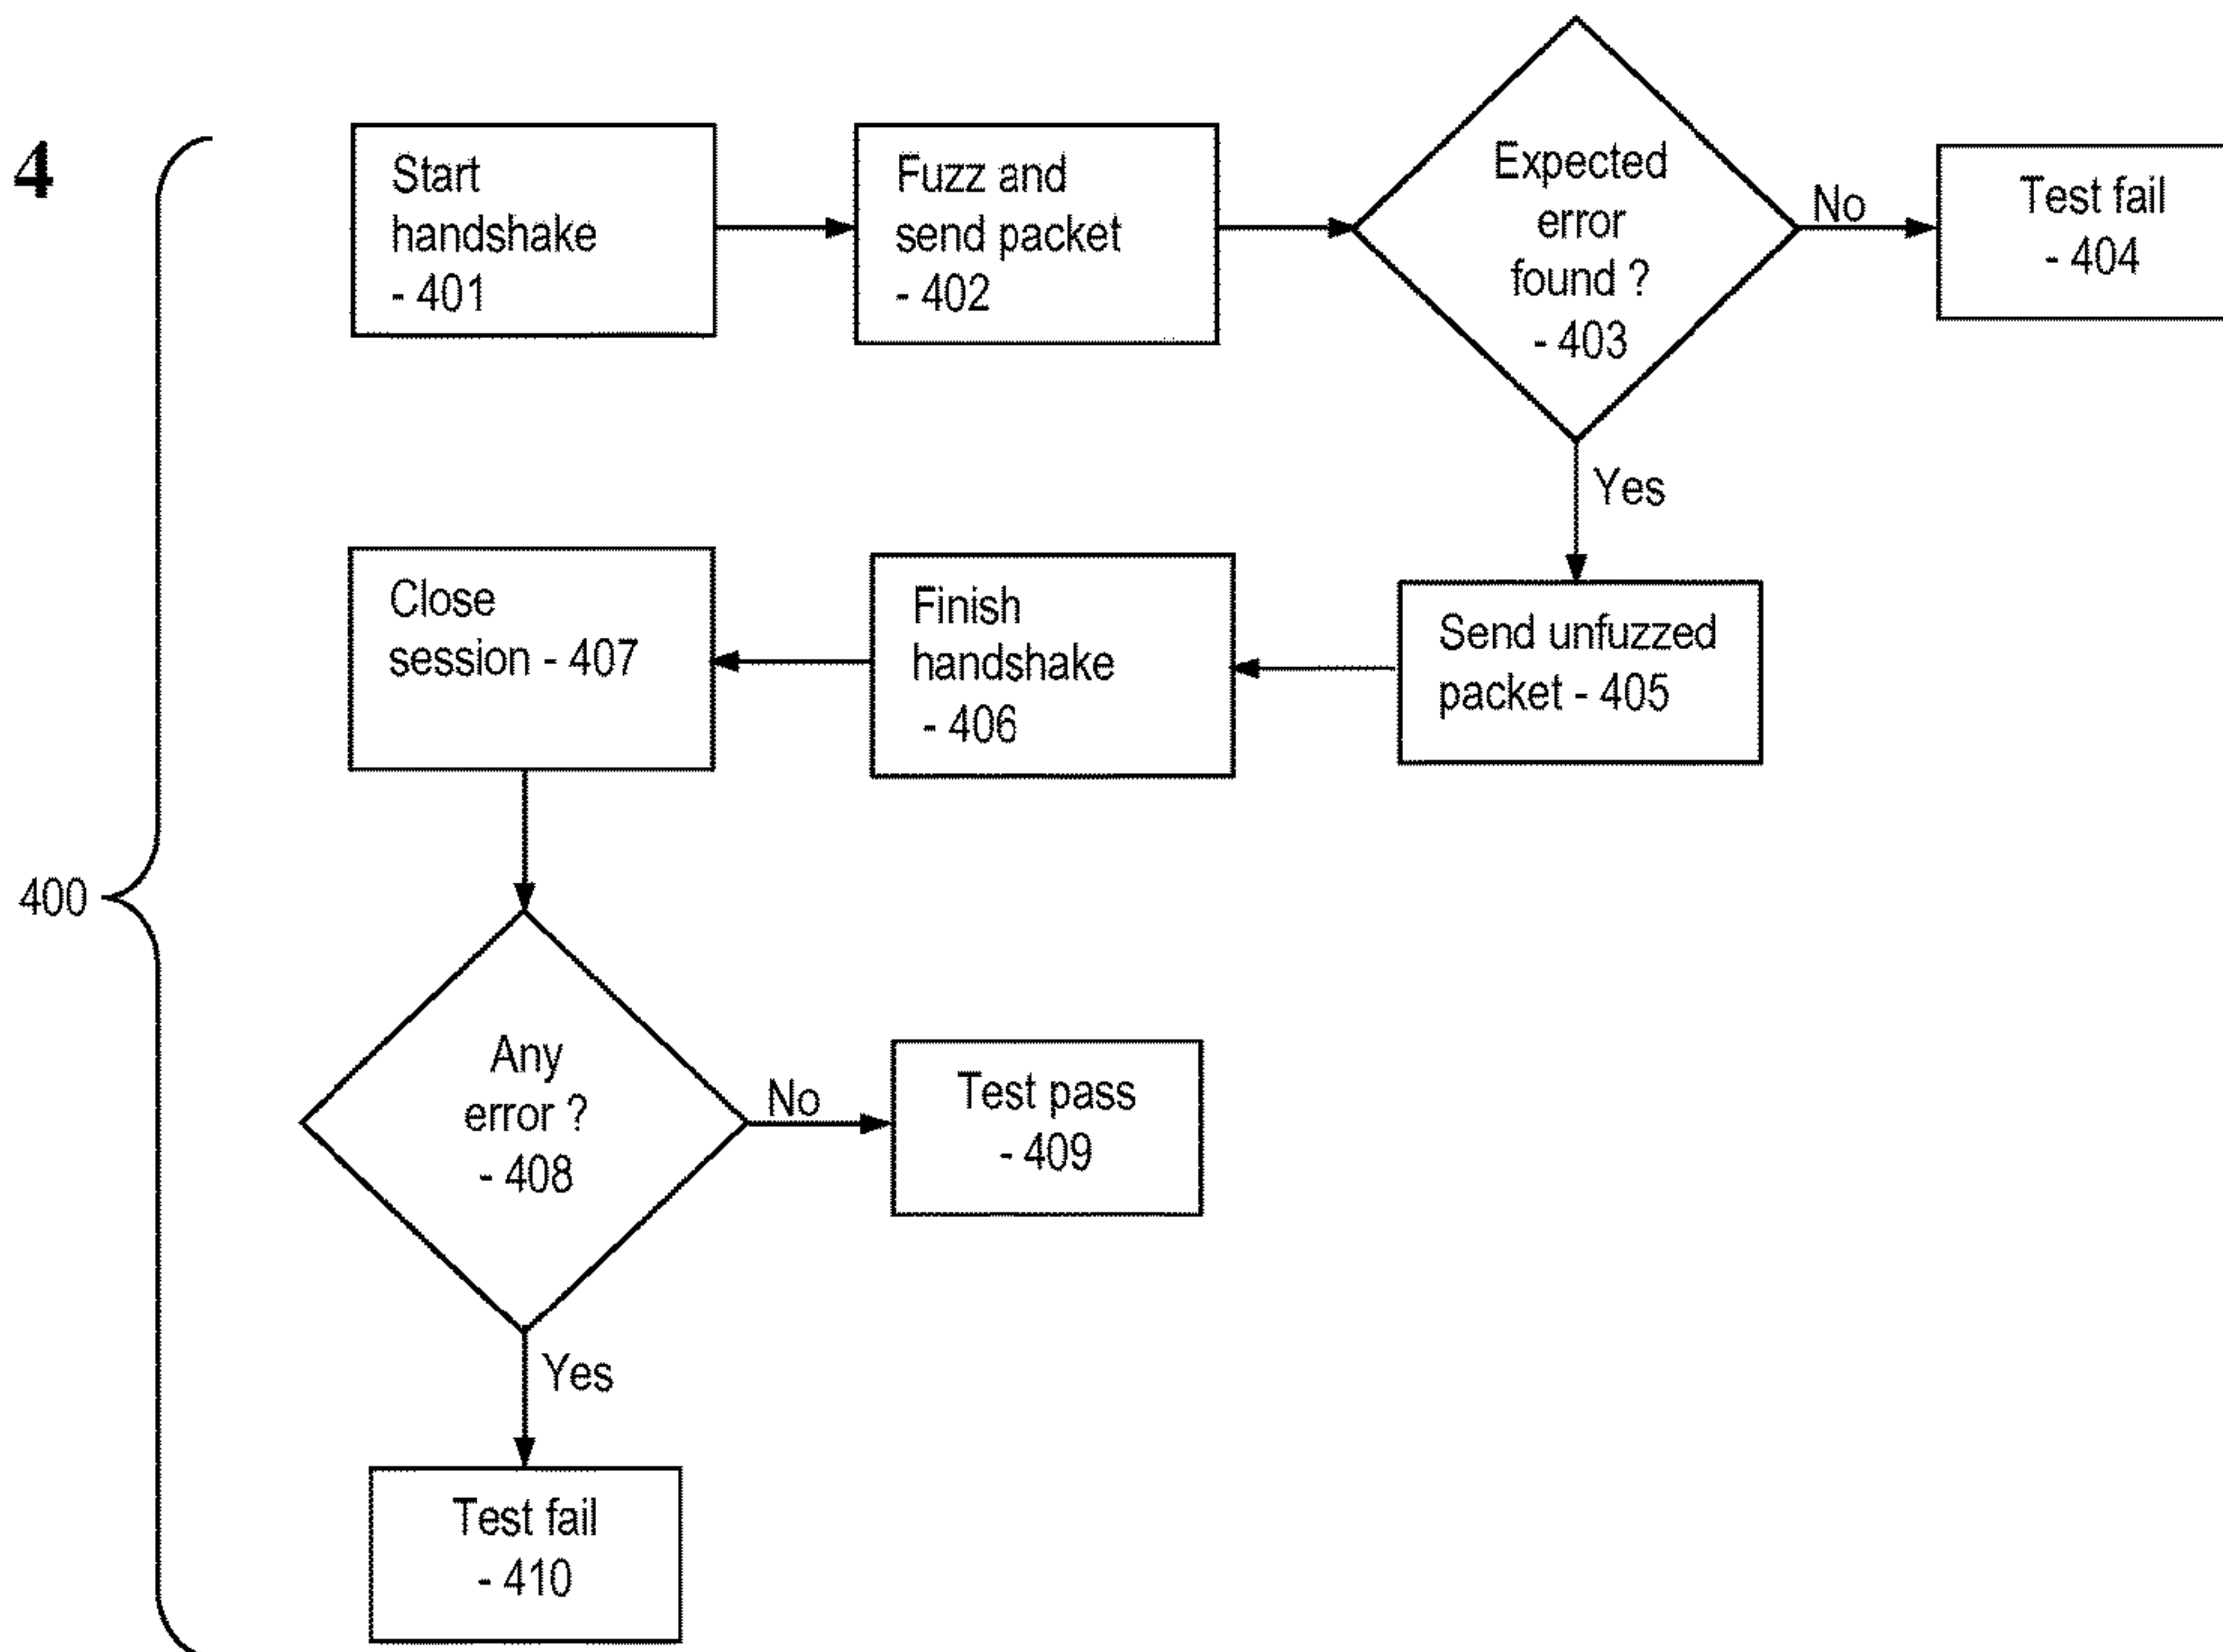 4
Start
handshake
- 401
Fuzz and
send packet
- 402
Expected
error
found ?
- 403
No
Test fail
- 404
Yes
Close
session - 407
Finish
handshake
- 406
Send unfuzzed
packet - 405
400
Any
error ?
- 408
No
Test pass
- 409
Yes
Test fail
- 410